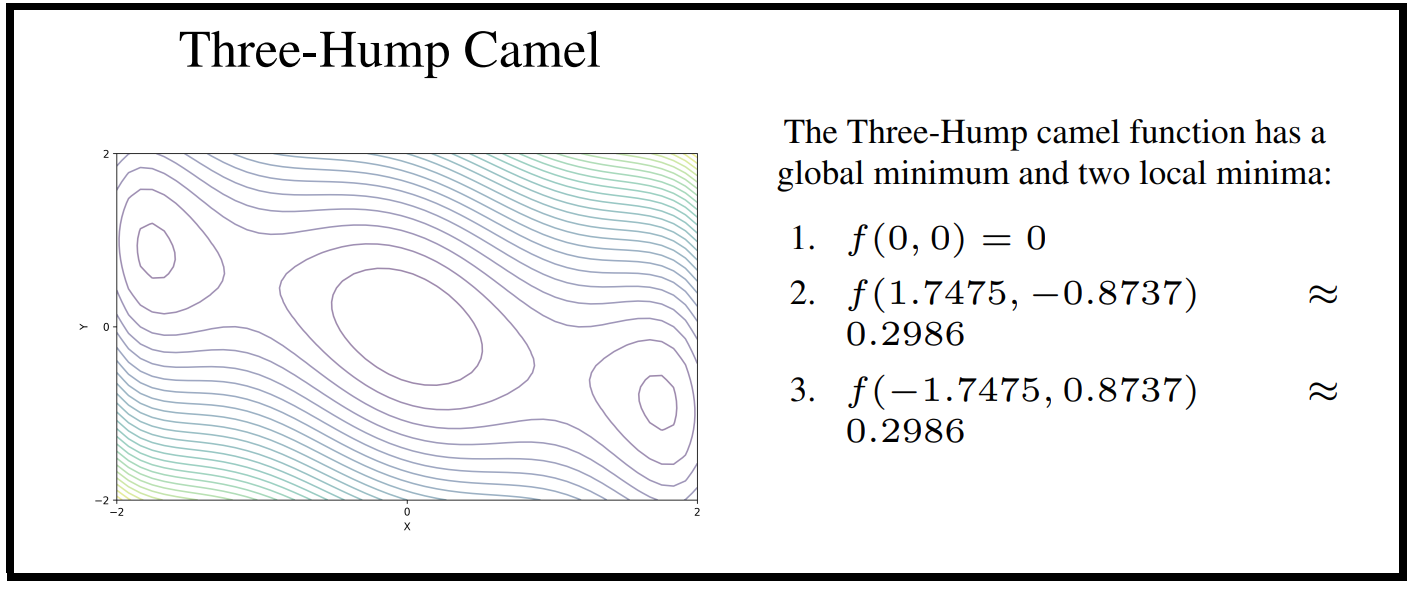 Three-Hump Camel
The Three-Hump camel function has a
global minimum and two local minima:
1. f(0, 0) = 0
2. f(1.7475, −0.8737) ≈
0.2986
3. f(−1.7475, 0.8737) ≈
0.2986
2
Y
0
−2
−2
0
2
X